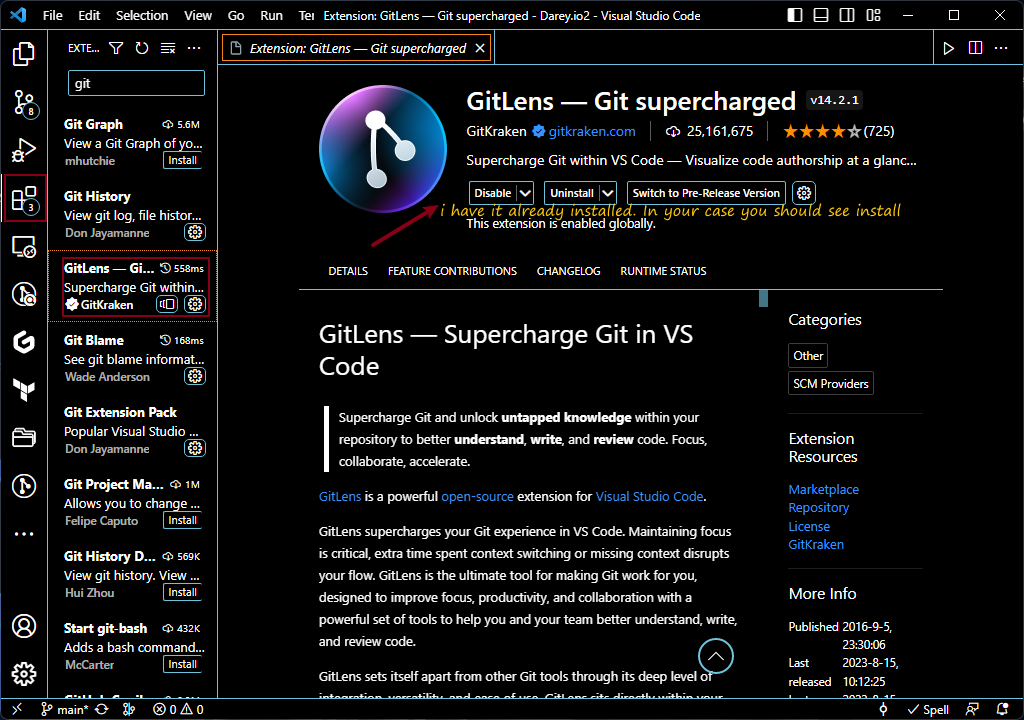 File Edit Selection View Go Run Ter Extension: GitLens — Git supercharged - Darey.io2 - Visual Studio Code
EXTE...
Extension: GitLens — Git supercharged
git
8
3
Git Graph 5.6M
View a Git Graph of yo...
mhutchie Install
Git History
View git log, file histor...
Don Jayamanne
GitLens — Gi... 558ms
Supercharge Git within...
GitKraken
Git Blame 168ms
See git blame informat...
Wade Anderson
Git Extension Pack
Popular Visual Studio ...
Don Jayamanne
Git Project Ma... 1M
Allows you to change ...
Felipe Caputo Install
Git History D... 569K
View git history. View ...
Hui Zhou Install
Start git-bash 432K
Adds a bash command...
McCarter Install
GitLens — Git supercharged v14.2.1
GitKraken gitkraken.com 25,161,675 (725)
Supercharge Git within VS Code — Visualize code authorship at a glanc...
Disable Uninstall Switch to Pre-Release Version
i have it already installed. In your case you should see install
This extension is enabled globally.
DETAILS FEATURE CONTRIBUTIONS CHANGELOG RUNTIME STATUS
GitLens — Supercharge Git in VS
Code
Supercharge Git and unlock untapped knowledge within your
repository to better understand, write, and review code. Focus,
collaborate, accelerate.
GitLens is a powerful open-source extension for Visual Studio Code.
GitLens supercharges your Git experience in VS Code. Maintaining focus
is critical, extra time spent context switching or missing context disrupts
your flow. GitLens is the ultimate tool for making Git work for you,
designed to improve focus, productivity, and collaboration with a
powerful set of tools to help you and your team better understand, write,
and review code.
GitLens sets itself apart from other Git tools through its deep level of
integration, versatility, and ease of use. GitLens sits directly within your
Categories
Other
SCM Providers
Extension
Resources
Marketplace
Repository
License
GitKraken
More Info
Published 2016-9-5,
23:30:06
Last 2023-8-15,
released 10:12:25
main* 0 0 Spell